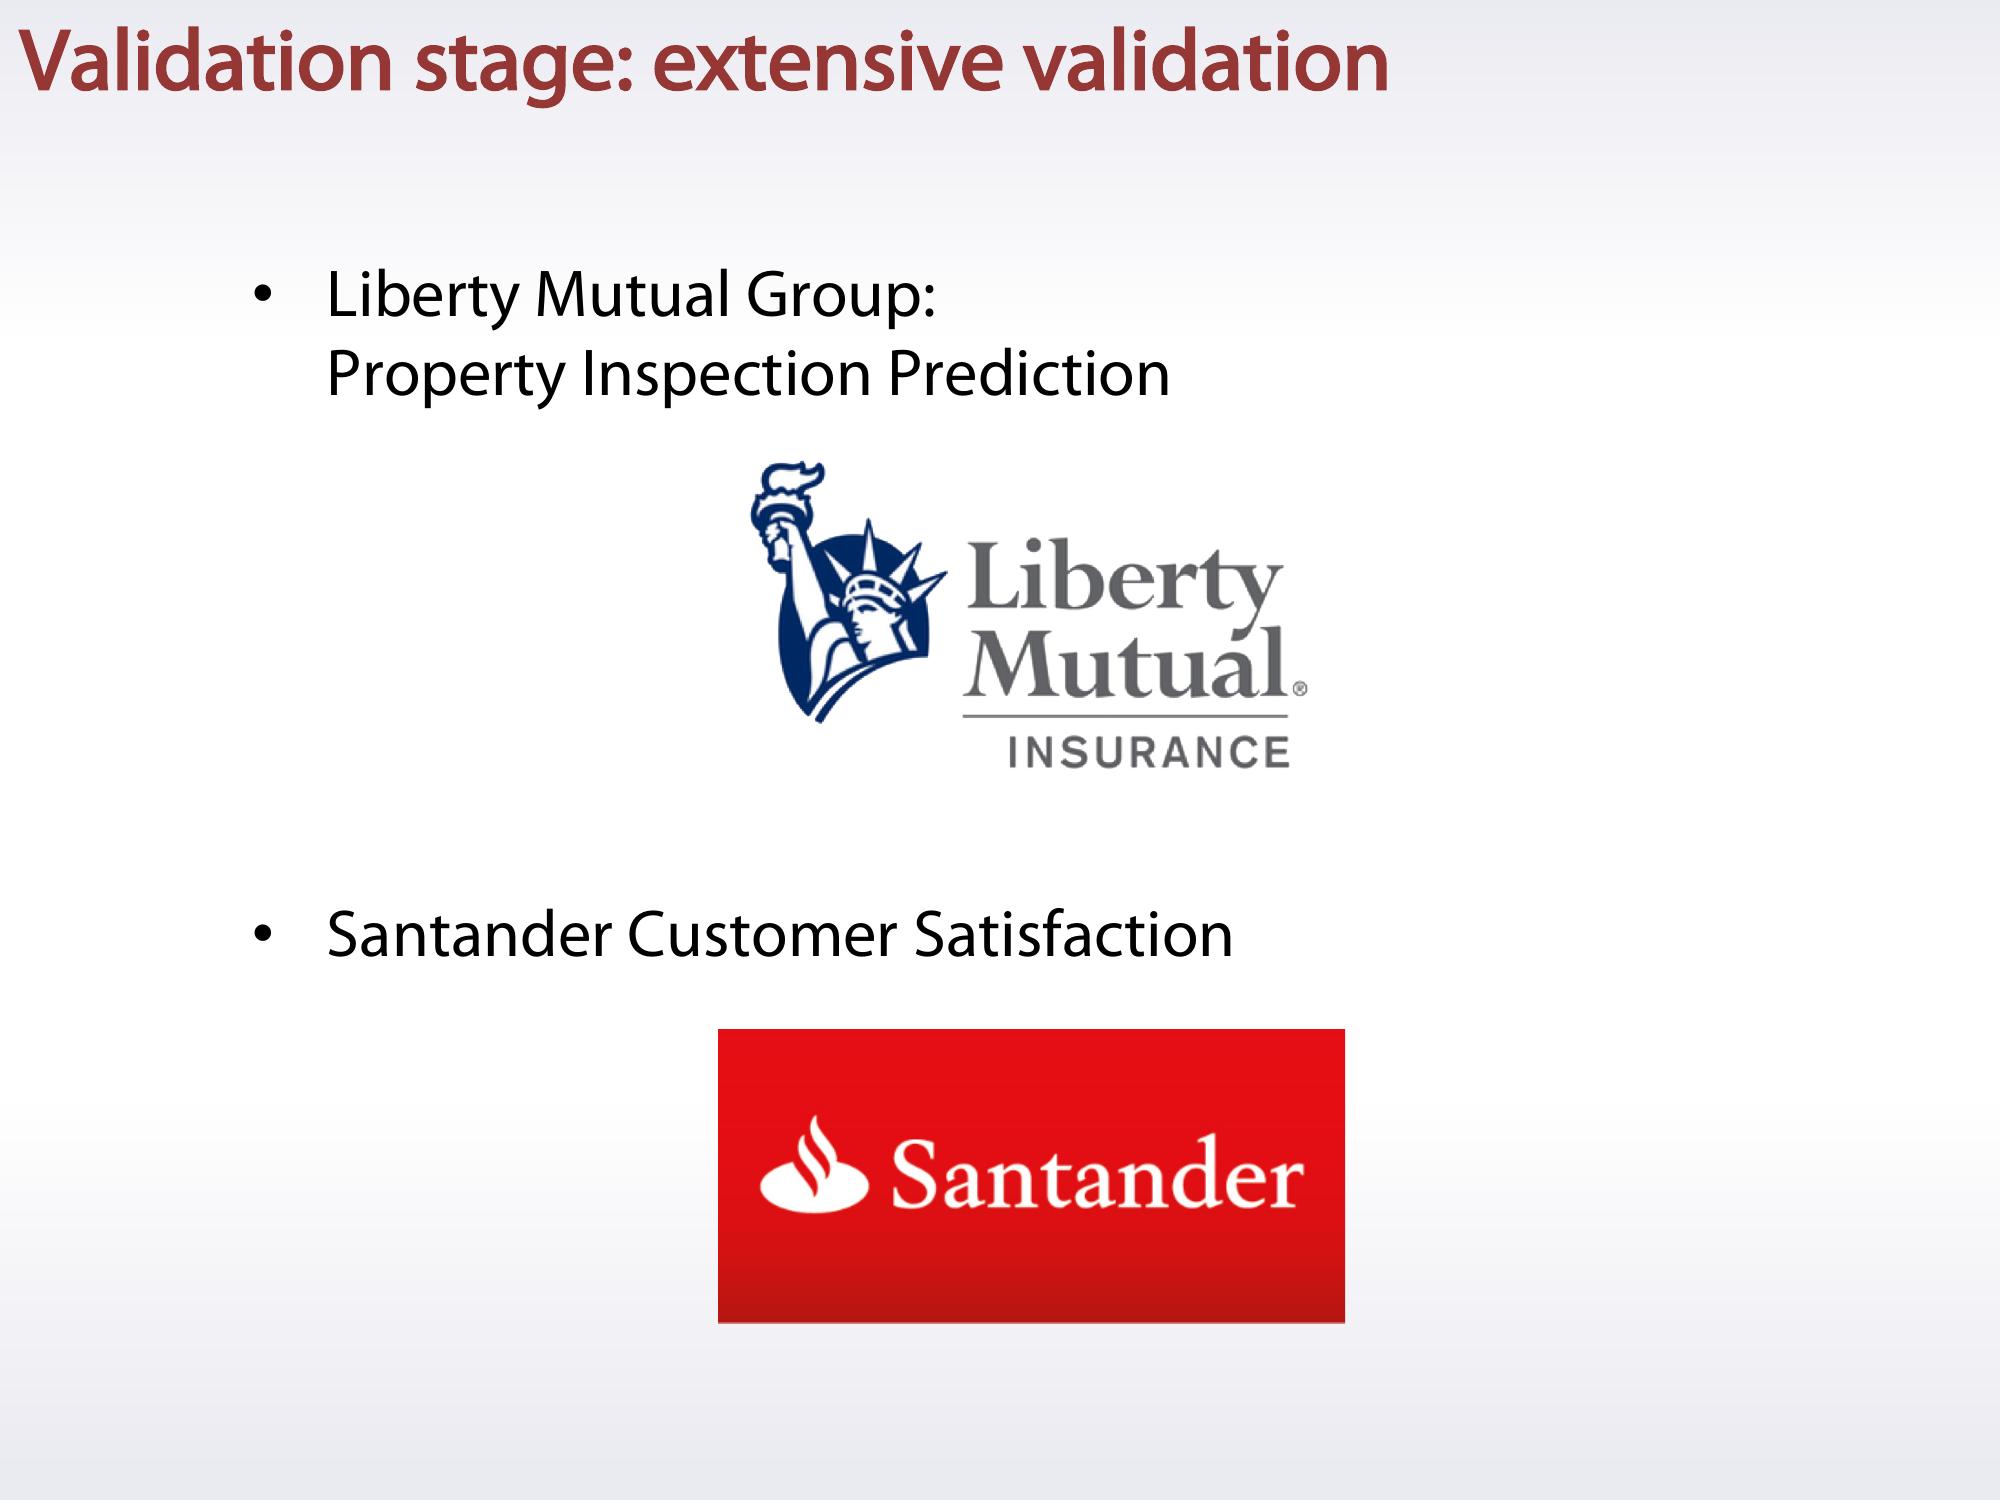 Validation stage: extensive validation
• Liberty Mutual Group:
Property Inspection Prediction
Liberty
Mutual®
INSURANCE
• Santander Customer Satisfaction
Santander